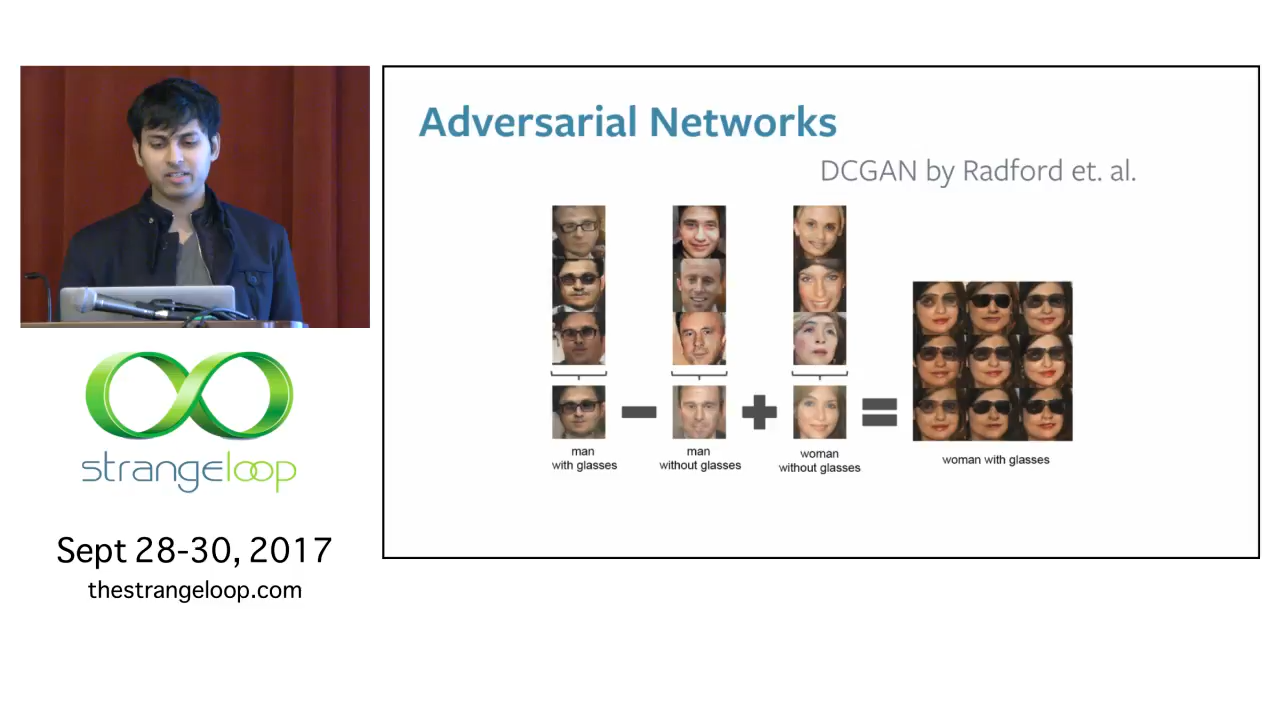 Adversarial Networks
DCGAN by Radford et. al.
man
with glasses
man
without glasses
woman
without glasses
woman with glasses
strangeloop
Sept 28-30, 2017
thestrangeloop.com